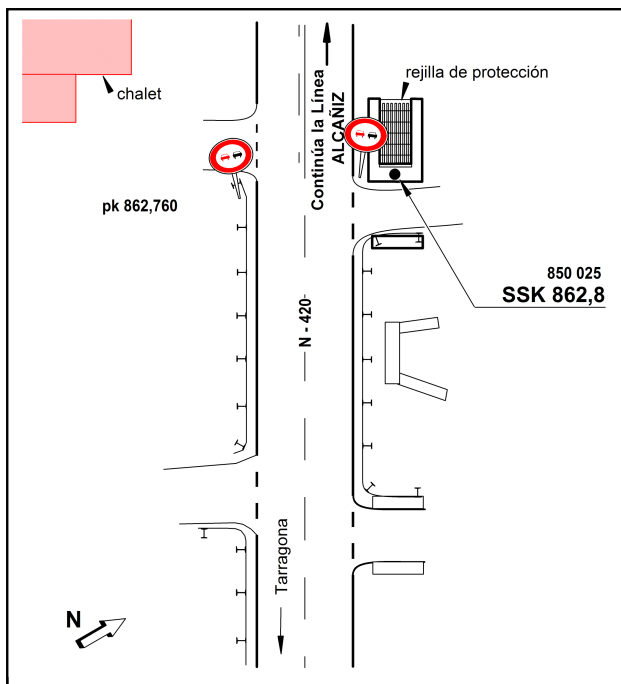 chalet
Continúa la Línea
ALCAÑIZ
rejilla de protección
pk 862,760
850 025
SSK 862,8
N - 420
Tarragona
N